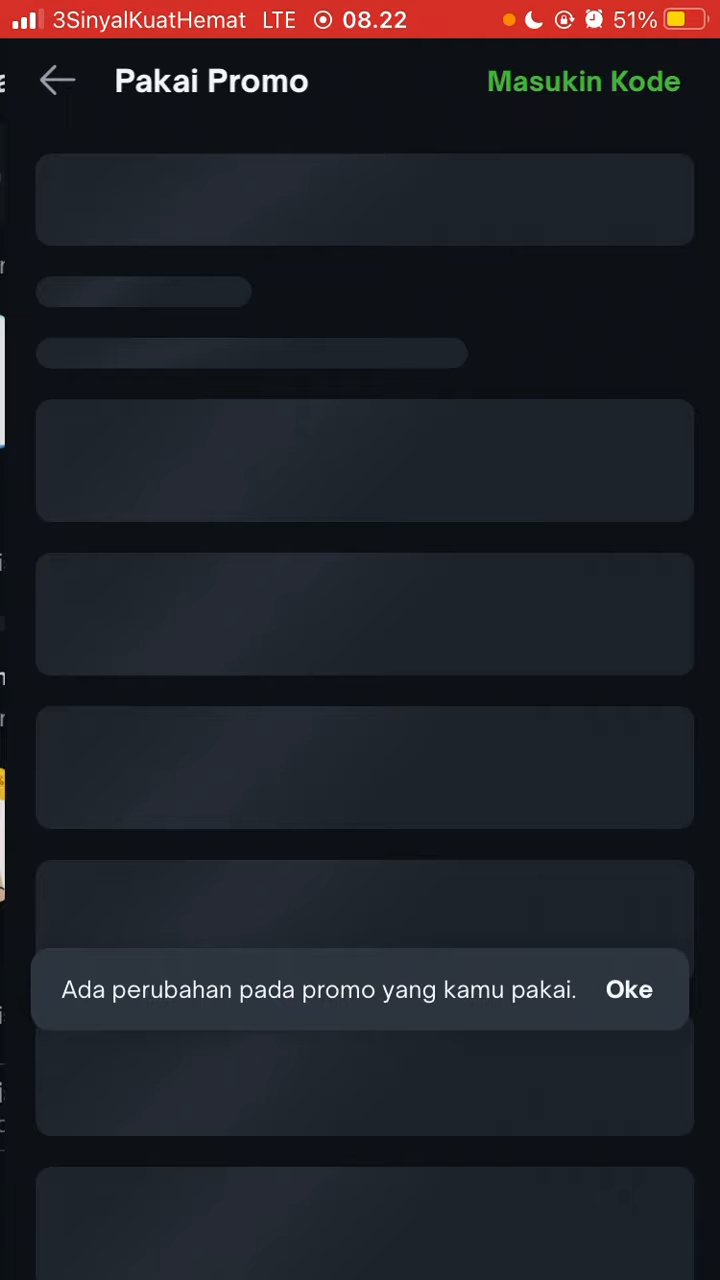 3SinyalKuatHemat LTE 08.22 51%
Pakai Promo
Masukin Kode
Ada perubahan pada promo yang kamu pakai. Oke